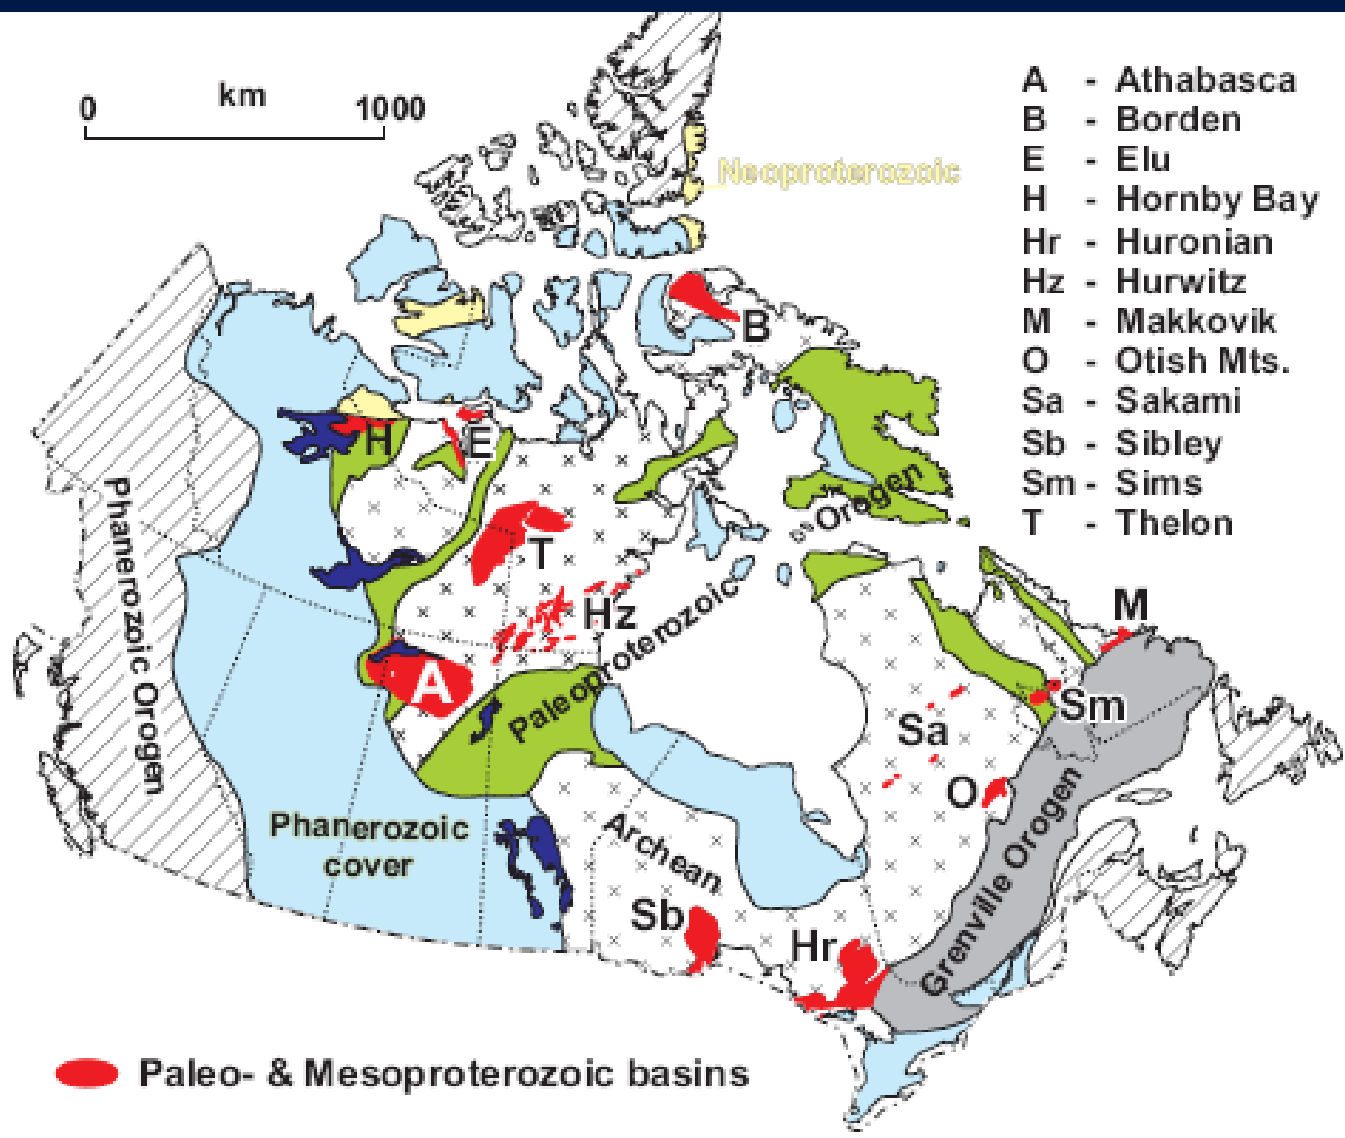 km
0 1000
A - Athabasca
B - Borden
E - Elu
H - Hornby Bay
Hr - Huronian
Hz - Hurwitz
M - Makkovik
O - Otish Mts.
Sa - Sakami
Sb - Sibley
Sm - Sims
T - Thelon
Neoproterozoic
B
H
E
T
Hz
A
M
Sm
Sa
O
Sb
Hr
Phanerozoic Orogen
Paleoproterozoic
Orogen
Phanerozoic
cover
Archean
Grenville Orogen
Paleo- & Mesoproterozoic basins